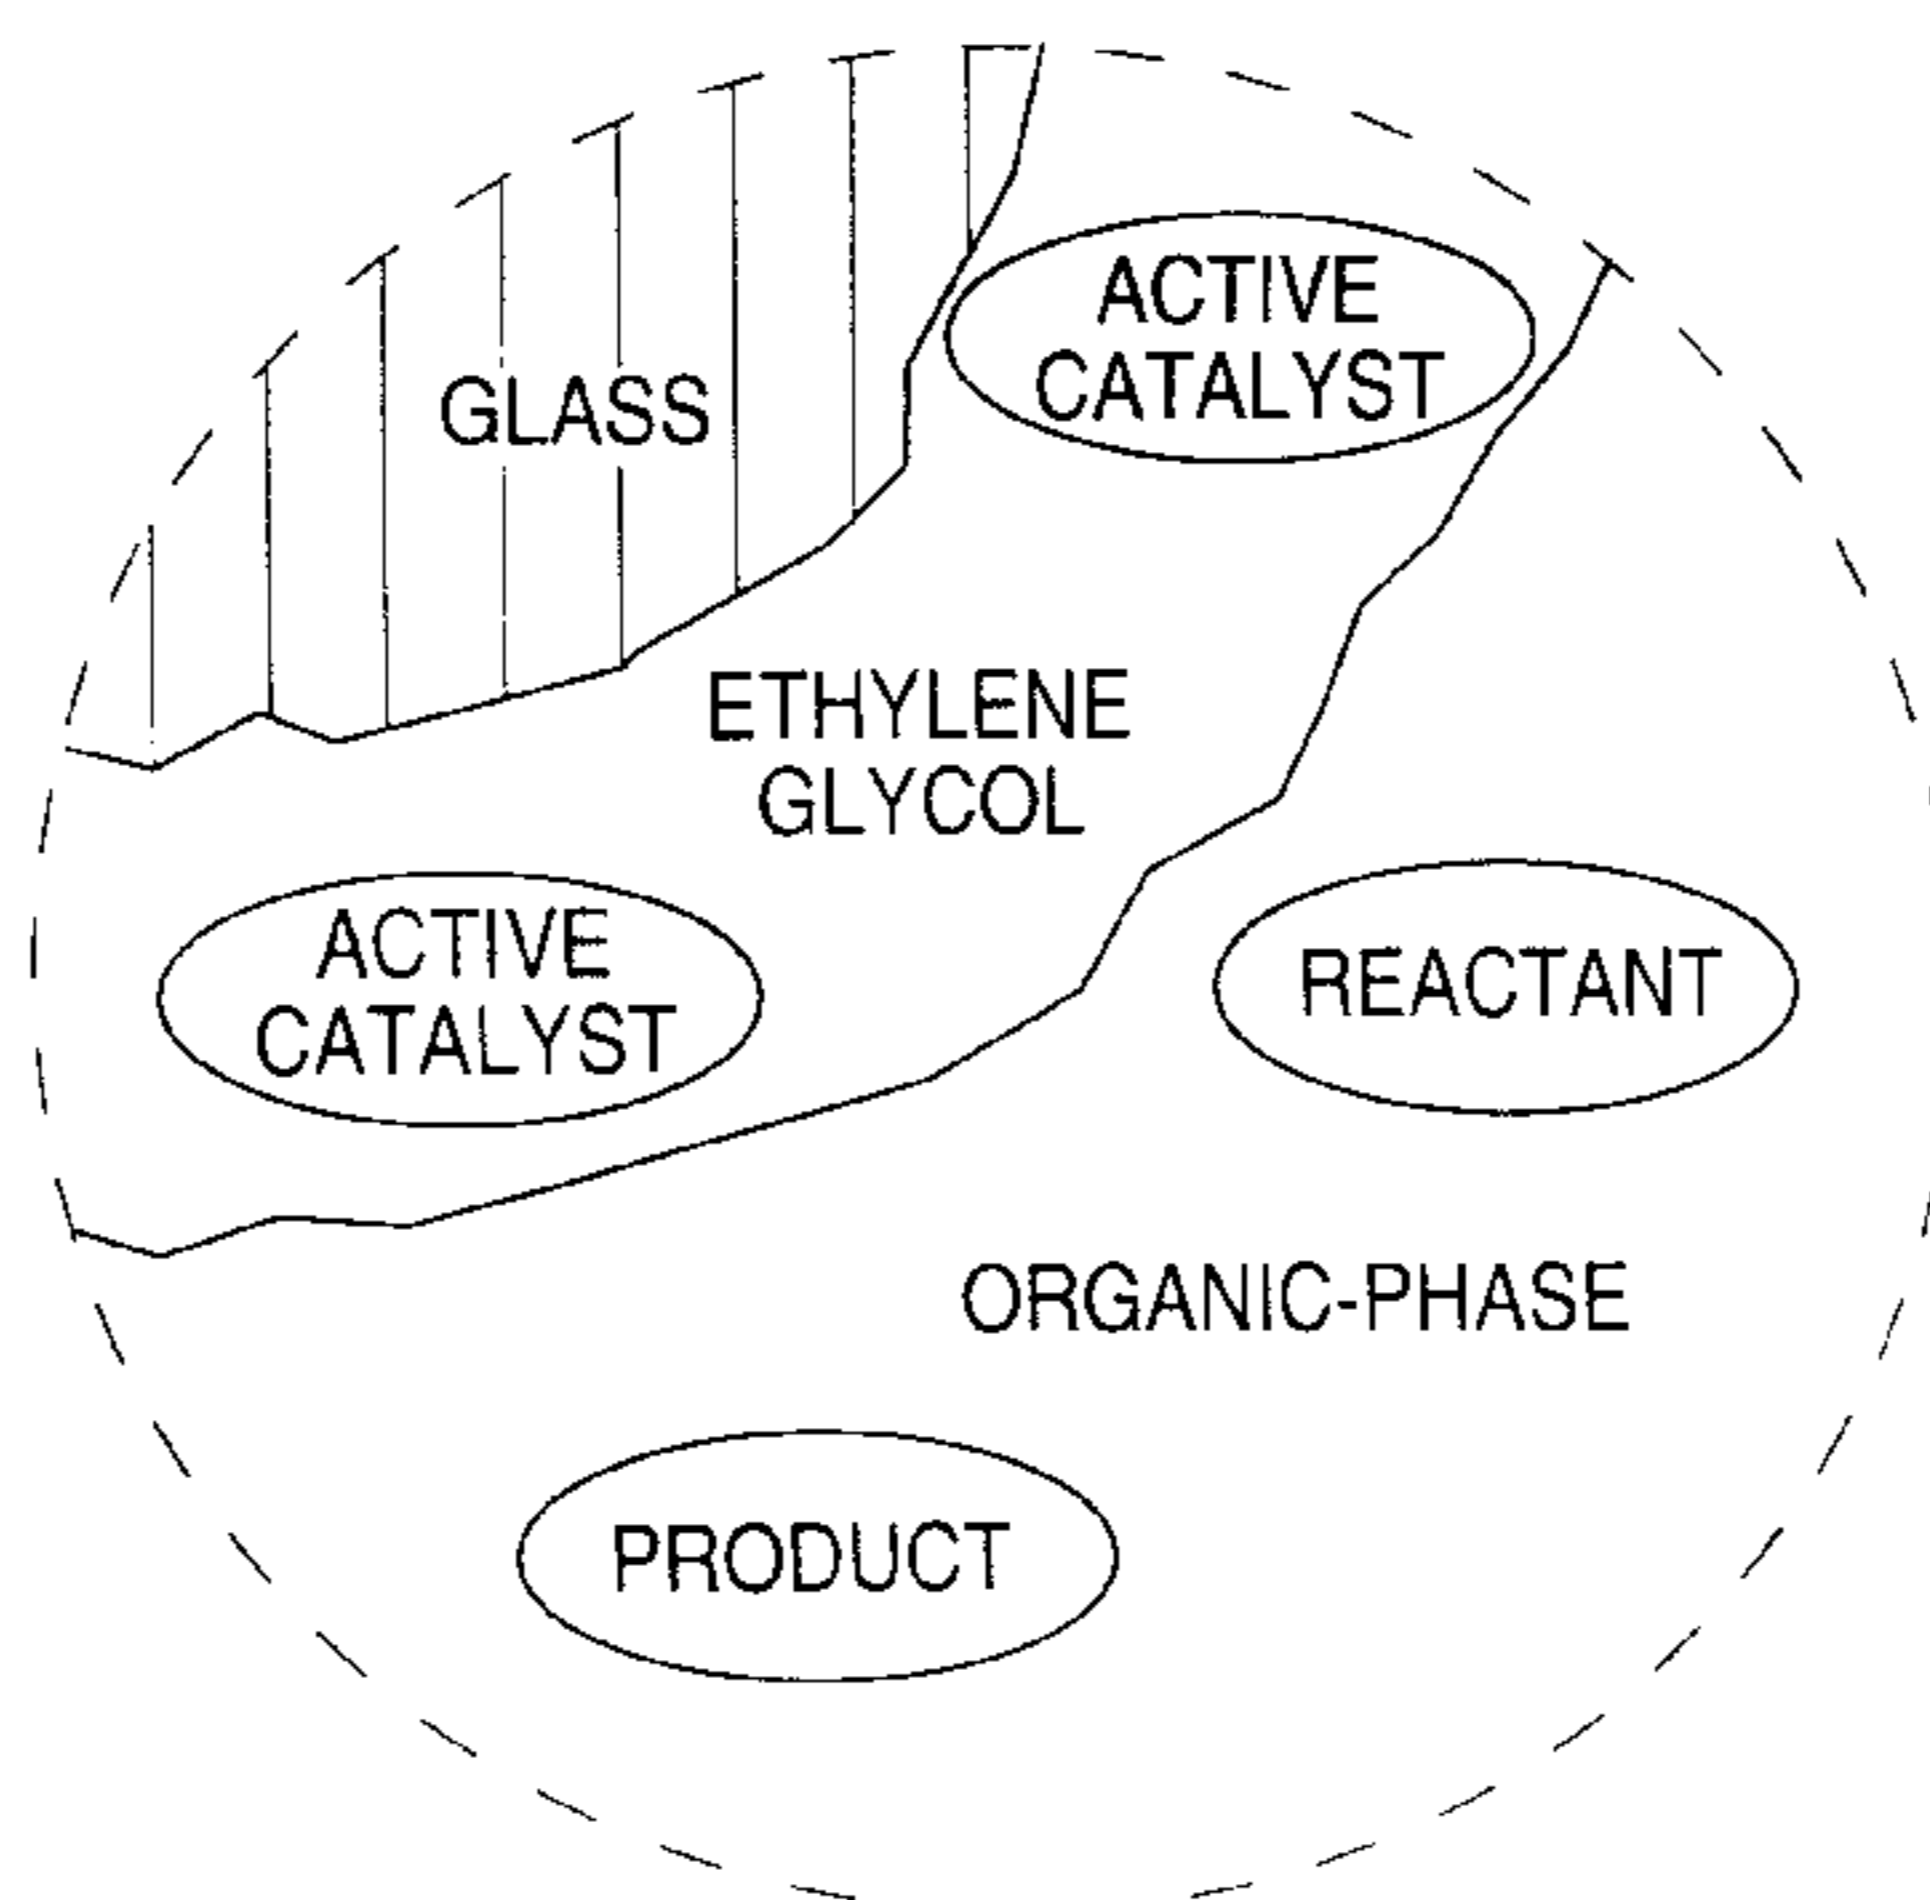 ACTIVE
CATALYST
GLASS
ETHYLENE
GLYCOL
ACTIVE
CATALYST
REACTANT
ORGANIC-PHASE
PRODUCT